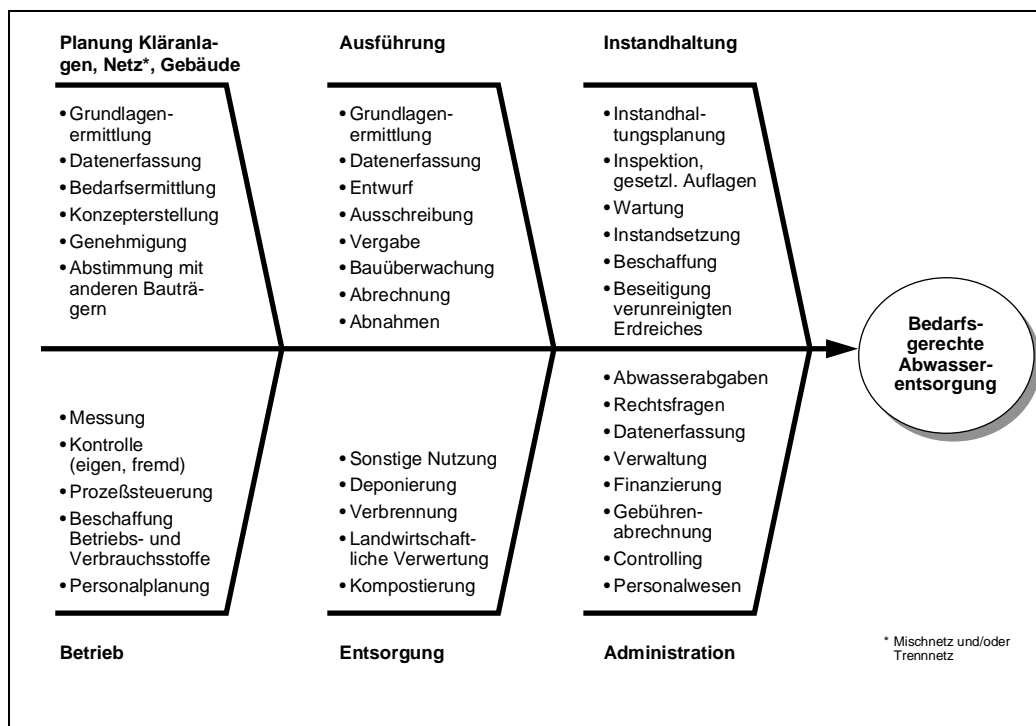 Planung Kläranla-
gen, Netz*, Gebäude
• Grundlagen-
ermittlung
• Datenerfassung
• Bedarfsermittlung
• Konzepterstellung
• Genehmigung
• Abstimmung mit
anderen Bauträ-
gern
Ausführung
• Grundlagen-
ermittlung
• Datenerfassung
• Entwurf
• Ausschreibung
• Vergabe
• Bauüberwachung
• Abrechnung
• Abnahmen
Instandhaltung
• Instandhal-
tungsplanung
• Inspektion,
gesetzl. Auflagen
• Wartung
• Instandsetzung
• Beschaffung
• Beseitigung
verunreinigten
Erdreiches
Bedarfs-
gerechte
Abwasser-
entsorgung
• Messung
• Kontrolle
(eigen, fremd)
• Prozeßsteuerung
• Beschaffung
Betriebs- und
Verbrauchsstoffe
• Personalplanung
Betrieb
• Sonstige Nutzung
• Deponierung
• Verbrennung
• Landwirtschaft-
liche Verwertung
• Kompostierung
Entsorgung
• Abwasserabgaben
• Rechtsfragen
• Datenerfassung
• Verwaltung
• Finanzierung
• Gebühren-
abrechnung
• Controlling
• Personalwesen
Administration
* Mischnetz und/oder
Trennnetz